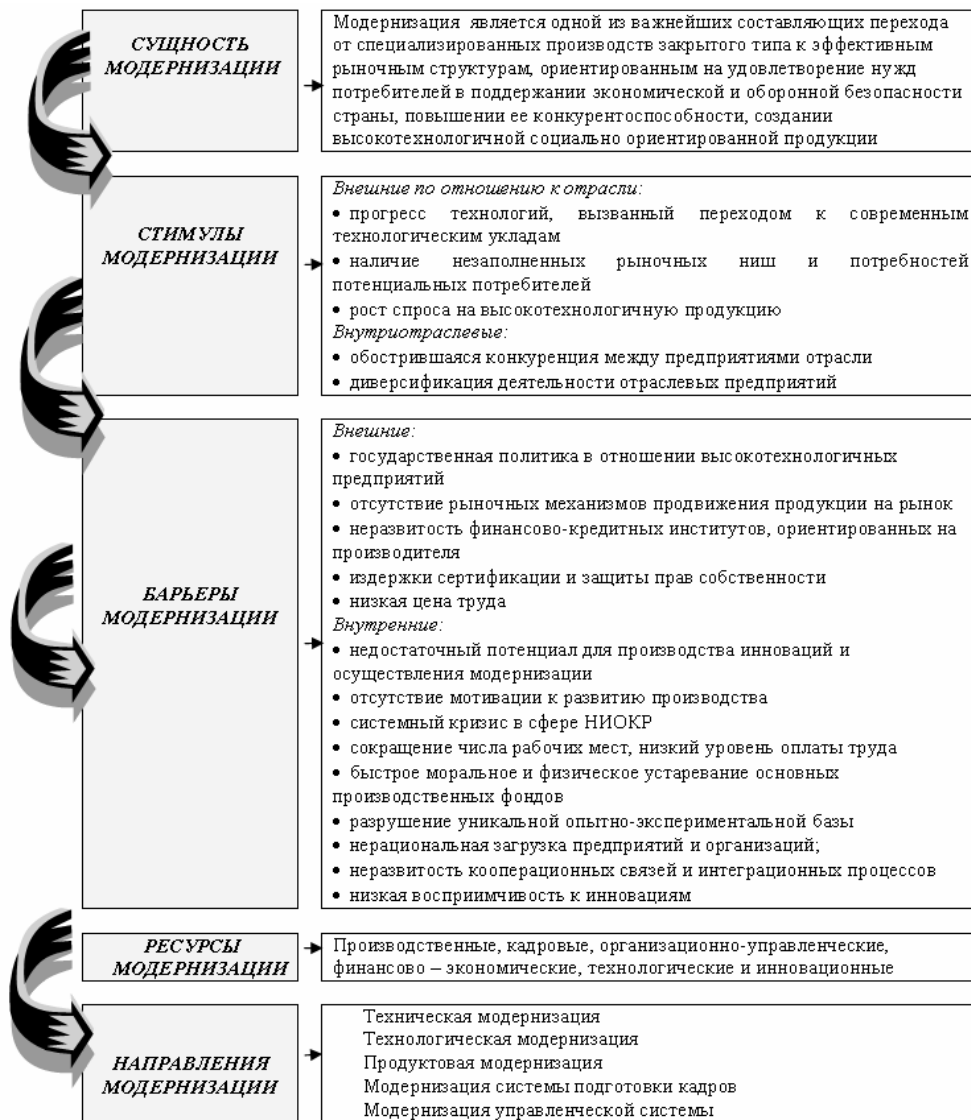 СУЩНОСТЬ
МОДЕРНИЗАЦИИ
Модернизация является одной из важнейших составляющих перехода
от специализированных производств закрытого типа к эффективным
рыночным структурам, ориентированным на удовлетворение нужд
потребителей в поддержании экономической и оборонной безопасности
страны, повышении ее конкурентоспособности, создании
высокотехнологичной социально ориентированной продукции
СТИМУЛЫ
МОДЕРНИЗАЦИИ
Внешние по отношению к отрасли:
• прогресс технологий, вызванный переходом к современным
технологическим укладам
• наличие незаполненных рыночных ниш и потребностей
потенциальных потребителей
• рост спроса на высокотехнологичную продукцию
Внутриотраслевые:
• обострившаяся конкуренция между предприятиями отрасли
• диверсификация деятельности отраслевых предприятий
БАРЬЕРЫ
МОДЕРНИЗАЦИИ
Внешние:
• государственная политика в отношении высокотехнологичных
предприятий
• отсутствие рыночных механизмов продвижения продукции на рынок
• неразвитость финансово-кредитных институтов, ориентированных на
производителя
• издержки сертификации и защиты прав собственности
• низкая цена труда
Внутренние:
• недостаточный потенциал для производства инноваций и
осуществления модернизации
• отсутствие мотивации к развитию производства
• системный кризис в сфере НИОКР
• сокращение числа рабочих мест, низкий уровень оплаты труда
• быстрое моральное и физическое устаревание основных
производственных фондов
• разрушение уникальной опытно-экспериментальной базы
• нерациональная загрузка предприятий и организаций;
• неразвитость кооперационных связей и интеграционных процессов
• низкая восприимчивость к инновациям
РЕСУРСЫ
МОДЕРНИЗАЦИИ
Производственные, кадровые, организационно-управленческие,
финансово – экономические, технологические и инновационные
НАПРАВЛЕНИЯ
МОДЕРНИЗАЦИИ
Техническая модернизация
Технологическая модернизация
Продуктовая модернизация
Модернизация системы подготовки кадров
Модернизация управленческой системы